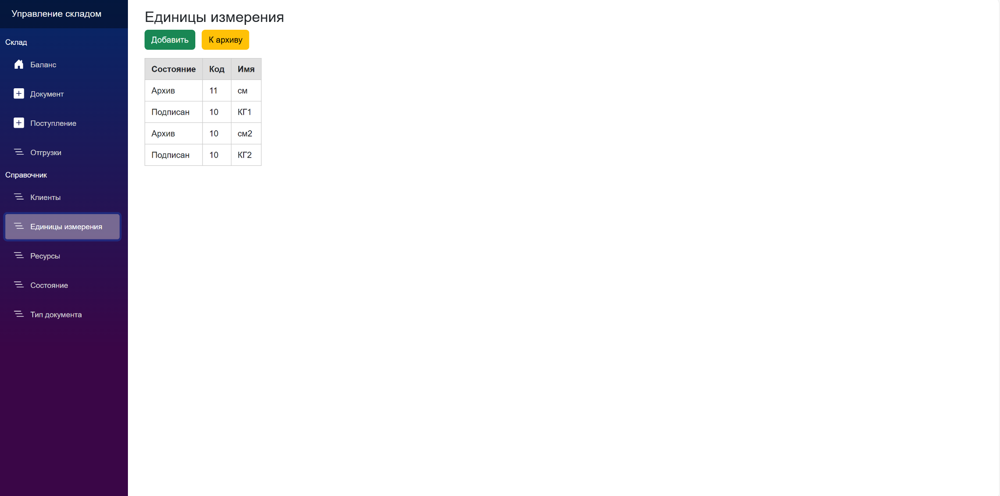 Управление складом
Склад
Баланс
Документ
Поступление
Отгрузки
Справочник
Клиенты
Единицы измерения
Ресурсы
Состояние
Тип документа
Единицы измерения
Добавить К архиву
Состояние Код Имя
Архив 11 см
Подписан 10 КГ1
Архив 10 см2
Подписан 10 КГ2